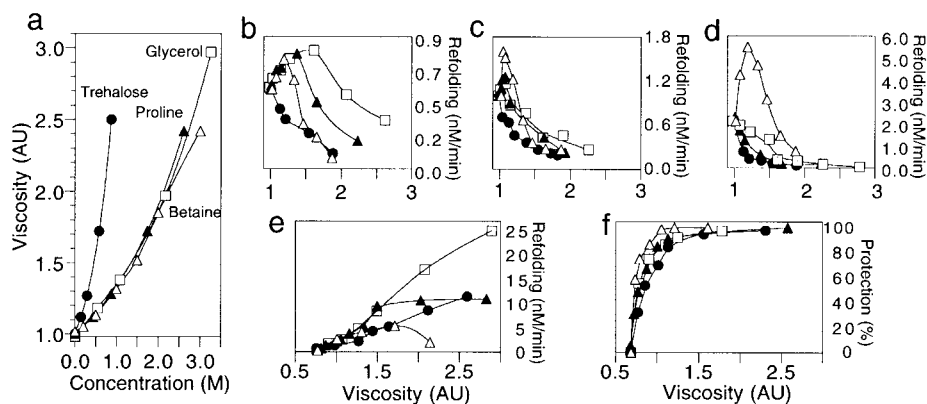 a
Viscosity (AU)
3.0
2.5
2.0
1.5
1.0
Glycerol
Trehalose
Proline
Betaine
0.0 1.0 2.0 3.0
Concentration (M)
b
0.9
0.7
0.5
0.2
0.0
Refolding (nM/min)
1 2 3
c
1.8
1.2
0.6
0.0
Refolding (nM/min)
1 2 3
d
6.0
5.0
4.0
3.0
2.0
1.0
0.0
Refolding (nM/min)
1 2 3
e
25
20
15
10
5
0
Refolding (nM/min)
0.5 1.5 2.5
Viscosity (AU)
f
100
80
60
40
20
0
Protection (%)
0.5 1.5 2.5
Viscosity (AU)